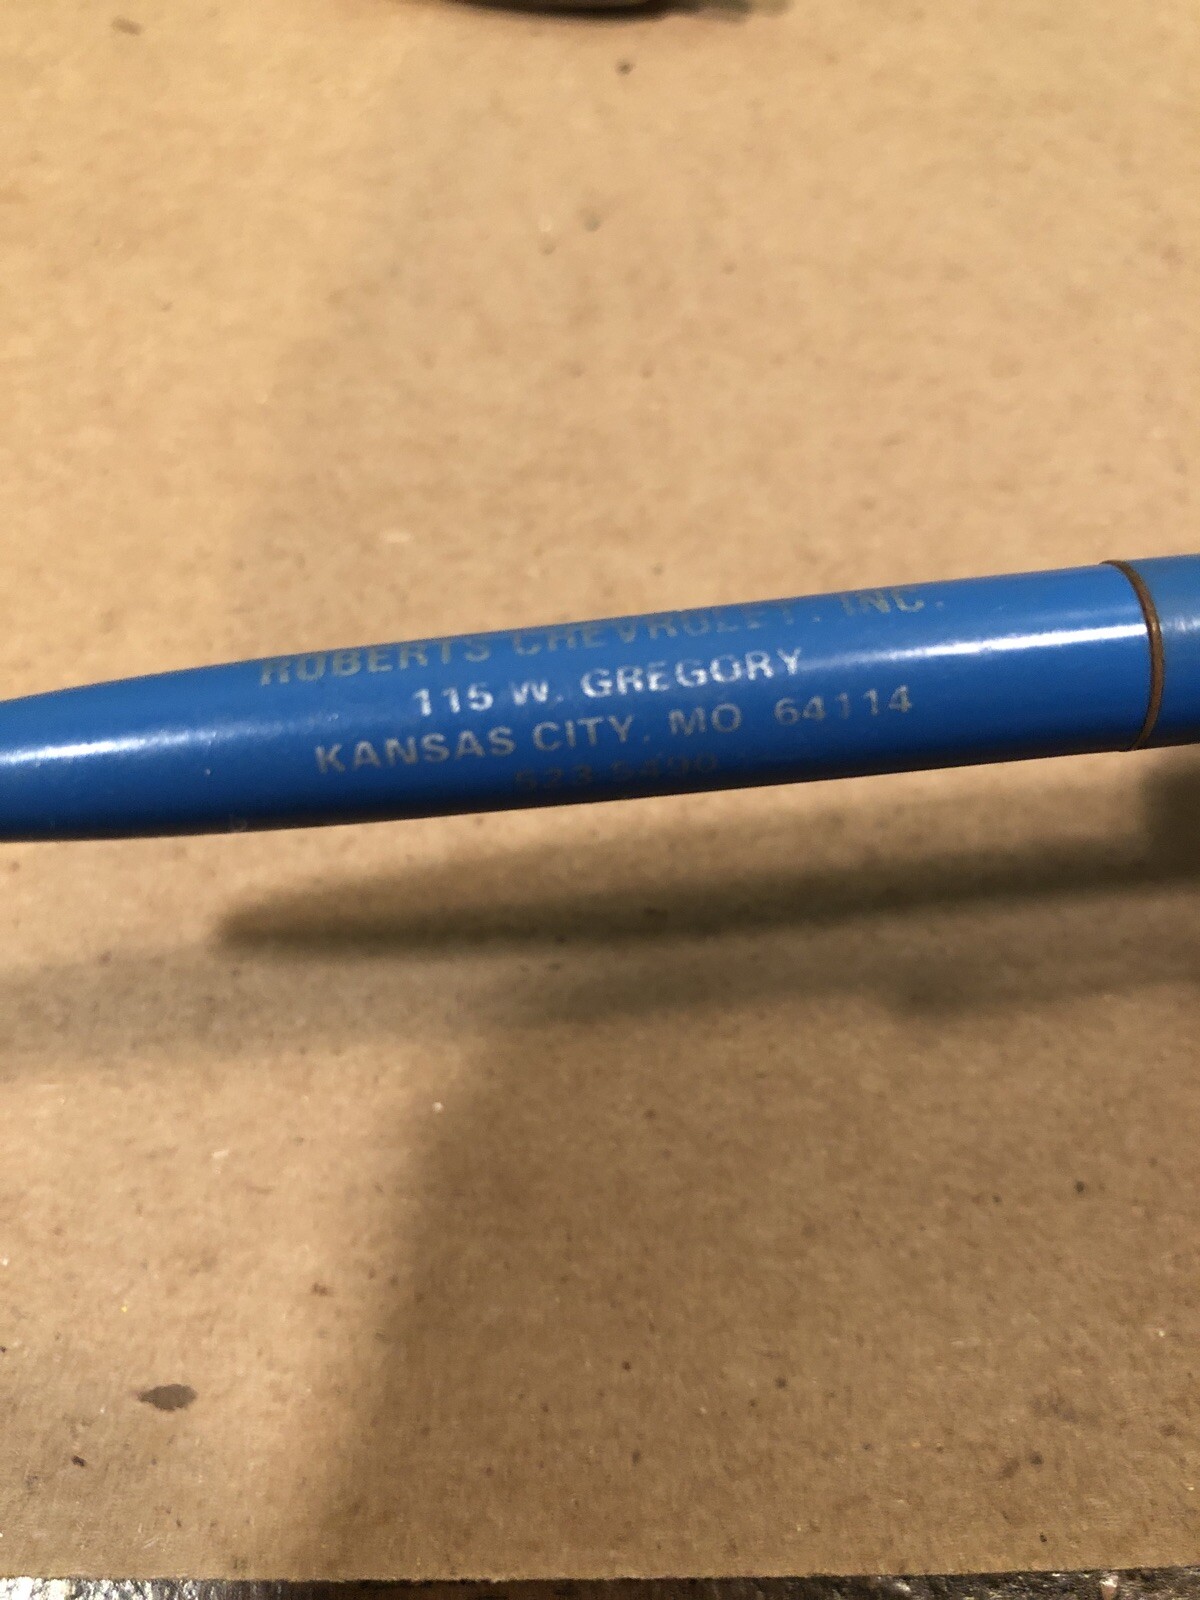 ROBERTS CHEVROLET, INC.
115 W. GREGORY
KANSAS CITY, MO 64114